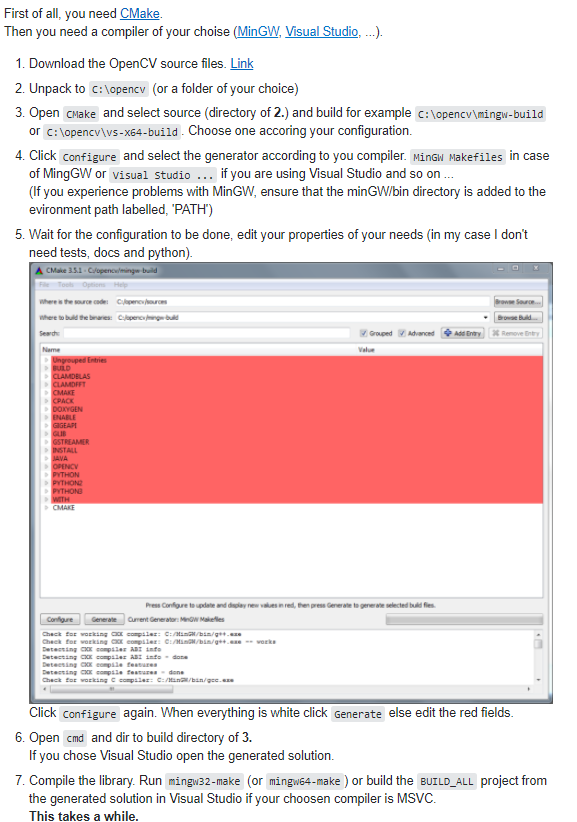 First of all, you need CMake.
Then you need a compiler of your choise (MinGW, Visual Studio, ...).
1. Download the OpenCV source files. Link
2. Unpack to C:\opencv (or a folder of your choice)
3. Open CMake and select source (directory of 2.) and build for example C:\opencv\mingw-build
or C:\opencv\vs-x64-build . Choose one accoring your configuration.
4. Click Configure and select the generator according to you compiler. MinGW Makefiles in case
of MingGW or Visual Studio ... if you are using Visual Studio and so on ...
(If you experience problems with MinGW, ensure that the minGW/bin directory is added to the
evironment path labelled, 'PATH')
5. Wait for the configuration to be done, edit your properties of your needs (in my case I don't
need tests, docs and python).
CMake 3.5.1 - C:/opencv/mingw-build
File Tools Options Help
Where is the source code: C:/opencv/sources Browse Source...
Where to build the binaries: C:/opencv/mingw-build Browse Build...
Search: Grouped Advanced Add Entry Remove Entry
Name Value
Ungrouped Entries
BUILD
CLAMDBLAS
CLAMDFFT
CMAKE
CPACK
DOXYGEN
ENABLE
GIGEAPI
GLIB
GSTREAMER
INSTALL
JAVA
OPENCV
PYTHON
PYTHON2
PYTHON3
WITH
CMAKE
Press Configure to update and display new values in red, then press Generate to generate selected build files.
Configure Generate Current Generator: MinGW Makefiles
Check for working CXX compiler: C:/MinGW/bin/g++.exe
Check for working CXX compiler: C:/MinGW/bin/g++.exe -- works
Detecting CXX compiler ABI info
Detecting CXX compiler ABI info - done
Detecting CXX compile features
Detecting CXX compile features - done
Check for working C compiler: C:/MinGW/bin/gcc.exe
Click Configure again. When everything is white click Generate else edit the red fields.
6. Open cmd and dir to build directory of 3.
If you chose Visual Studio open the generated solution.
7. Compile the library. Run mingw32-make (or mingw64-make ) or build the BUILD_ALL project from
the generated solution in Visual Studio if your choosen compiler is MSVC.
This takes a while.